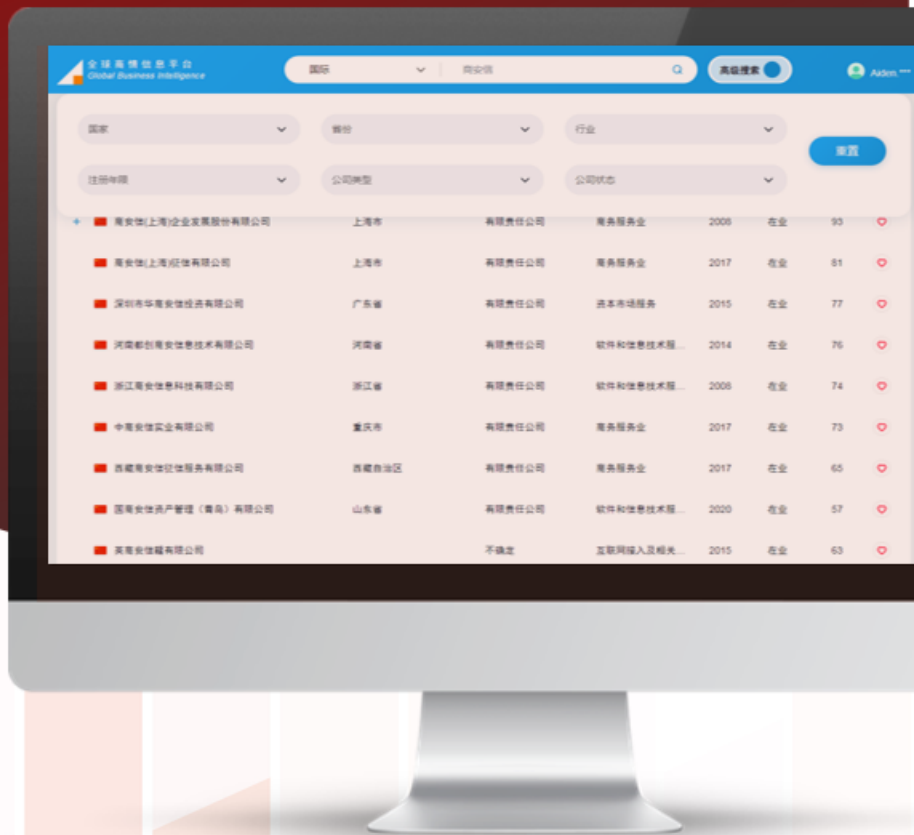 全球商情信息平台
Global Business Intelligence
国际 商安信 高级搜索 Aiden.***
国家 省份 行业
重置
注册年限 公司类型 公司状态
+ 商安信(上海)企业发展股份有限公司 上海市 有限责任公司 商务服务业 2008 在业 93
商安信(上海)征信有限公司 上海市 有限责任公司 商务服务业 2017 在业 81
深圳市华商安信投资有限公司 广东省 有限责任公司 资本市场服务 2015 在业 77
河南都创商安信息技术有限公司 河南省 有限责任公司 软件和信息技术服... 2014 在业 76
浙江商安信息科技有限公司 浙江省 有限责任公司 软件和信息技术服... 2008 在业 74
中商安信实业有限公司 重庆市 有限责任公司 商务服务业 2017 在业 73
西藏商安信征信服务有限公司 西藏自治区 有限责任公司 商务服务业 2017 在业 65
国商安信资产管理（青岛）有限公司 山东省 有限责任公司 软件和信息技术服... 2020 在业 57
英商安信有限公司 不确定 互联网接入及相关... 2015 在业 63